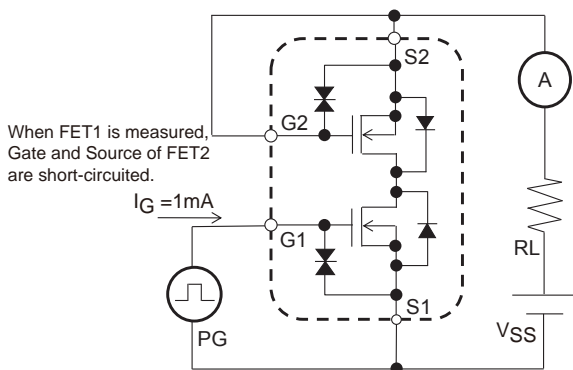 S2
A
When FET1 is measured,
Gate and Source of FET2
are short-circuited.
G2
IG =1mA
G1
RL
S1
VSS
PG